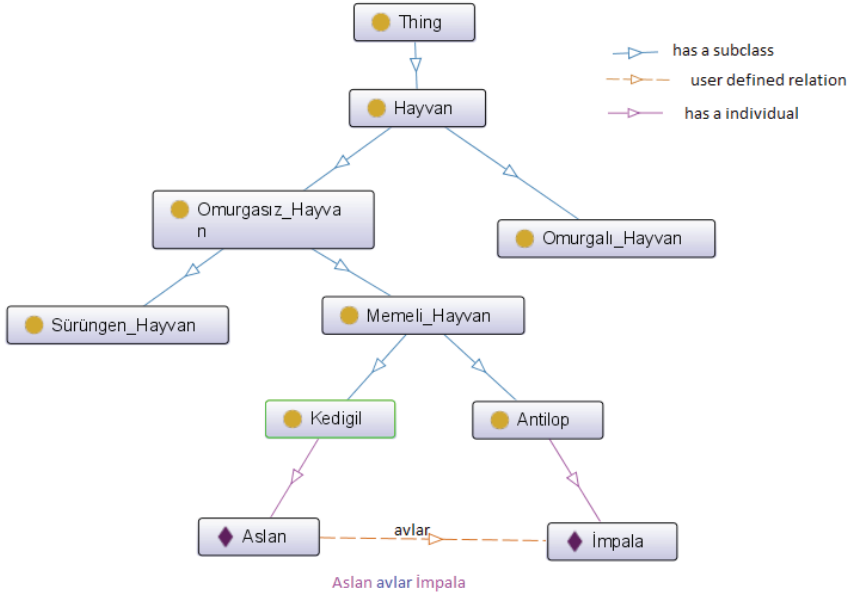 Thing
has a subclass
user defined relation
has a individual
Hayvan
Omurgasız_Hayva
n
Omurgalı_Hayvan
Sürüngen_Hayvan
Memeli_Hayvan
Kedigil
Antilop
Aslan
avlar
İmpala
Aslan avlar İmpala